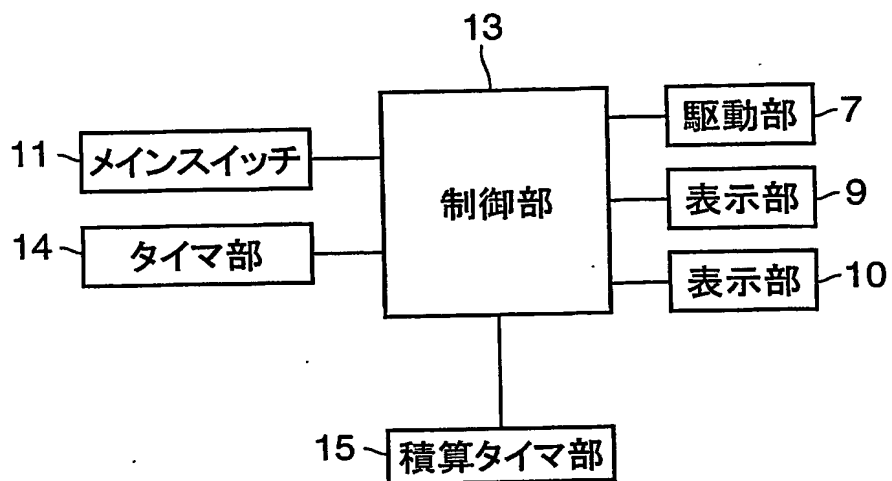 13
駆動部 7
11 メインスイッチ
制御部
表示部 9
14 タイマ部
表示部 10
15 積算タイマ部